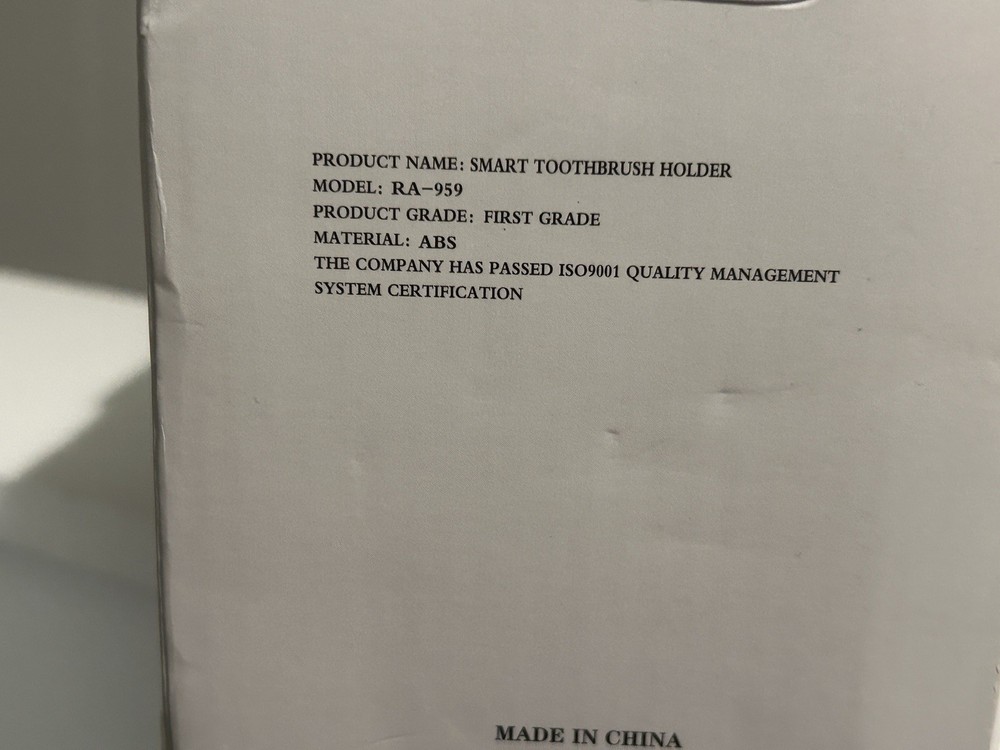 PRODUCT NAME: SMART TOOTHBRUSH HOLDER
MODEL: RA-959
PRODUCT GRADE: FIRST GRADE
MATERIAL: ABS
THE COMPANY HAS PASSED ISO9001 QUALITY MANAGEMENT
SYSTEM CERTIFICATION
MADE IN CHINA